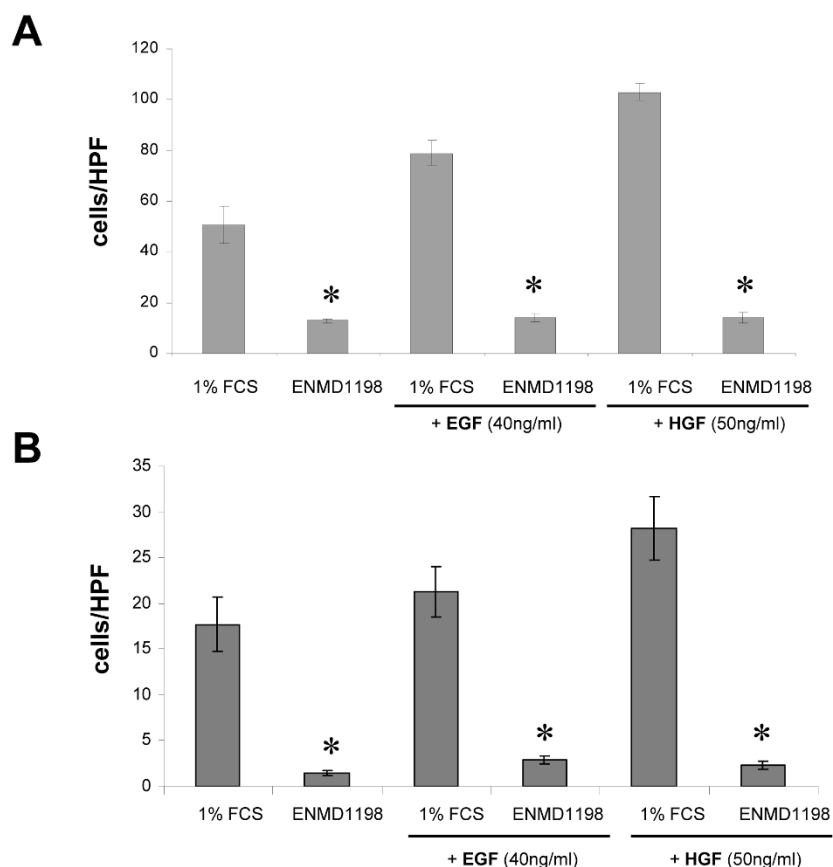 A
120
100
80
60
40
20
0
cells/HPF
* * *
1% FCS ENMD1198 1% FCS ENMD1198 1% FCS ENMD1198
+ EGF (40ng/ml) + HGF (50ng/ml)
B
35
30
25
20
15
10
5
0
cells/HPF
* * *
1% FCS ENMD1198 1% FCS ENMD1198 1% FCS ENMD1198
+ EGF (40ng/ml) + HGF (50ng/ml)